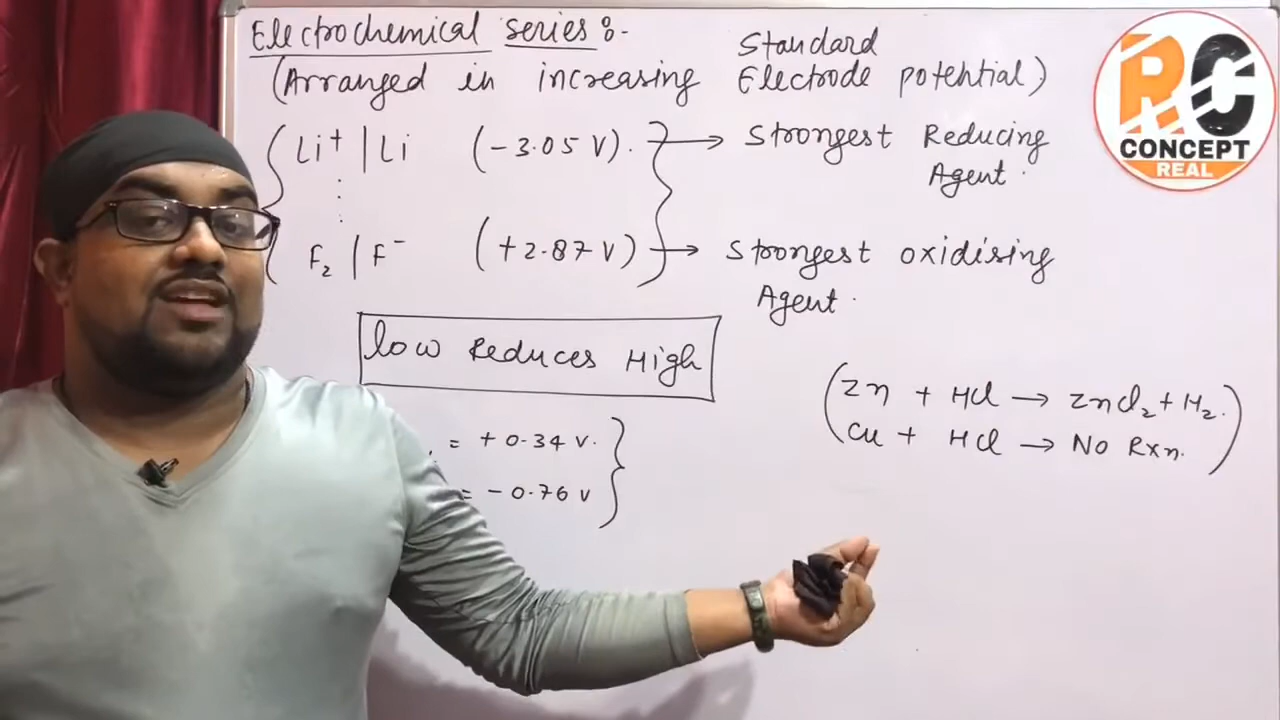 Electrochemical series :-
(Arranged in increasing Standard Electrode potential)
Li⁺ | Li (-3.05 V). → Strongest Reducing Agent.
F₂ | F⁻ (+2.87 V) → Strongest oxidising Agent.
low Reduces High
= +0.34 V.
= -0.76 V
Zn + HCl → ZnCl₂ + H₂.
Cu + HCl → No Rxn.
RC
CONCEPT
REAL